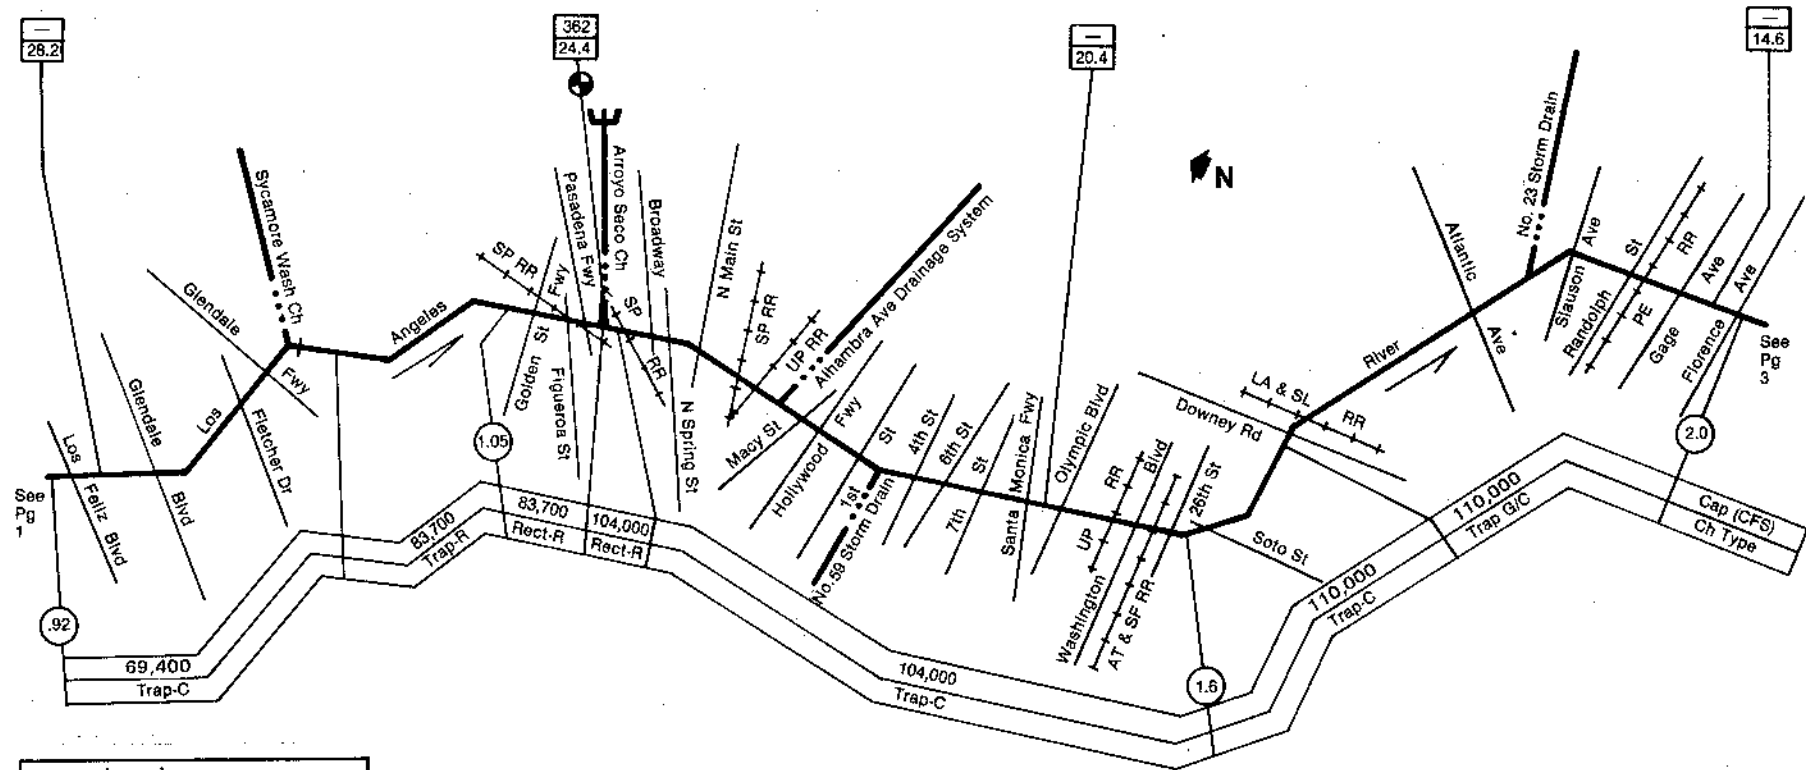 —
28.2
362
24.4
—
20.4
—
14.6
N
Sycamore Wash Ch
Glendale
Fwy
Los
Angeles
River
SP RR
Golden St
Fwy
Pasadena Fwy
Figueroa St
Arroyo Seco Ch
SP
RR
Broadway
N Spring St
N Main St
SP RR
UP RR
Alhambra Ave Drainage System
Macy St
Hollywood
Fwy
1st
St
No.59 Storm Drain
4th St
6th St
7th
St
Santa Monica Fwy
Olympic Blvd
UP
RR
Washington
Blvd
AT & SF RR
26th St
Downey Rd
LA & SL
RR
Soto St
Atlantic
Ave
No. 23 Storm Drain
Slauson
Ave
Randolph
St
PE
RR
Gage
Ave
Florence
Ave
See
Pg
3
See
Pg
1
Los
Feliz
Blvd
Glendale
Blvd
Fletcher Dr
.92
1.05
1.6
2.0
69,400
Trap-C
83,700
Trap-R
83,700
Rect-R
104,000
Rect-R
104,000
Trap-C
110,000
Trap-C
110,000
Trap G/C
Cap (CFS)
Ch Type